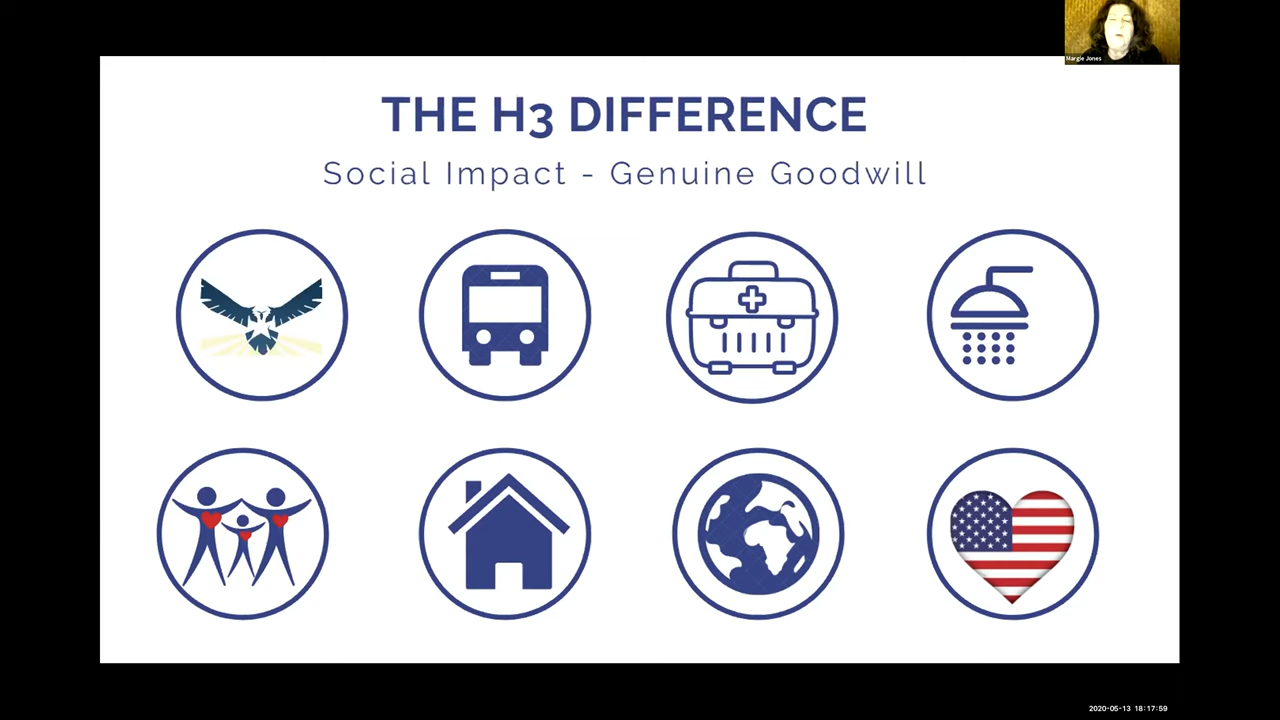 Margie Jones
THE H3 DIFFERENCE
Social Impact - Genuine Goodwill
2020-05-13 18:17:59